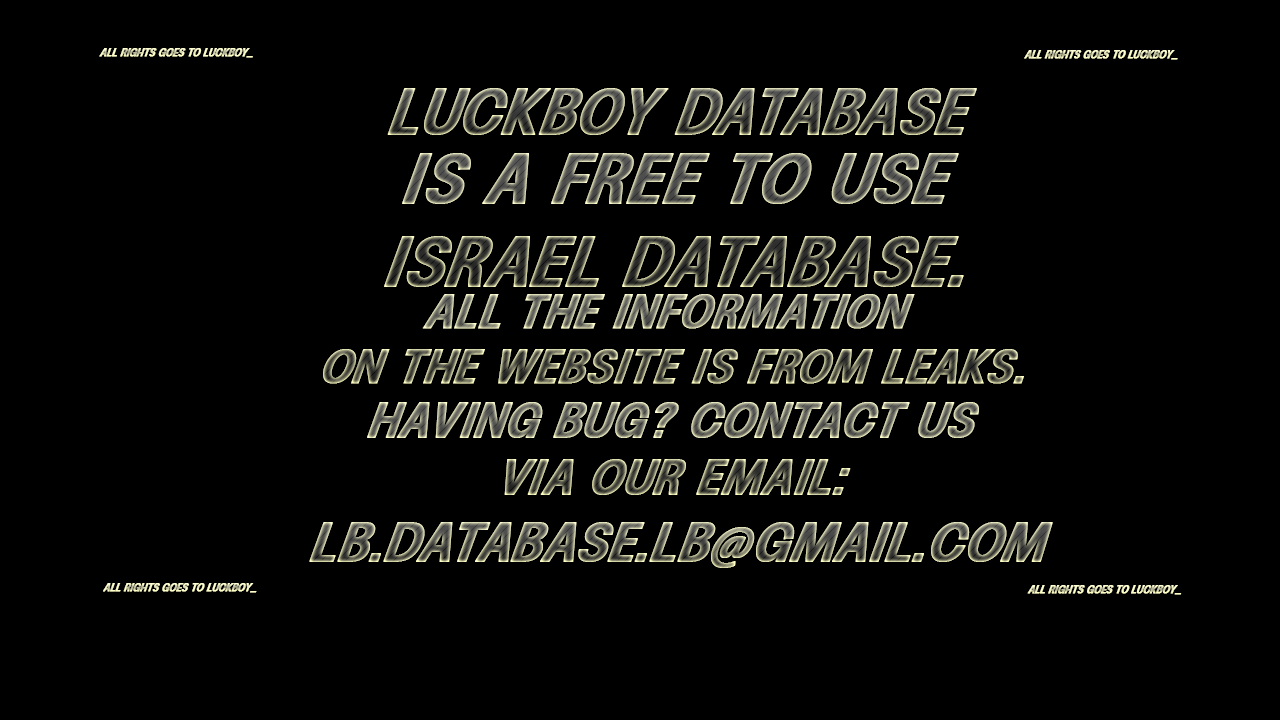 ALL RIGHTS GOES TO LUCKBOY_
ALL RIGHTS GOES TO LUCKBOY_
LUCKBOY DATABASE
IS A FREE TO USE
ISRAEL DATABASE.
ALL THE INFORMATION
ON THE WEBSITE IS FROM LEAKS.
HAVING BUG? CONTACT US
VIA OUR EMAIL:
LB.DATABASE.LB@GMAIL.COM
ALL RIGHTS GOES TO LUCKBOY_
ALL RIGHTS GOES TO LUCKBOY_